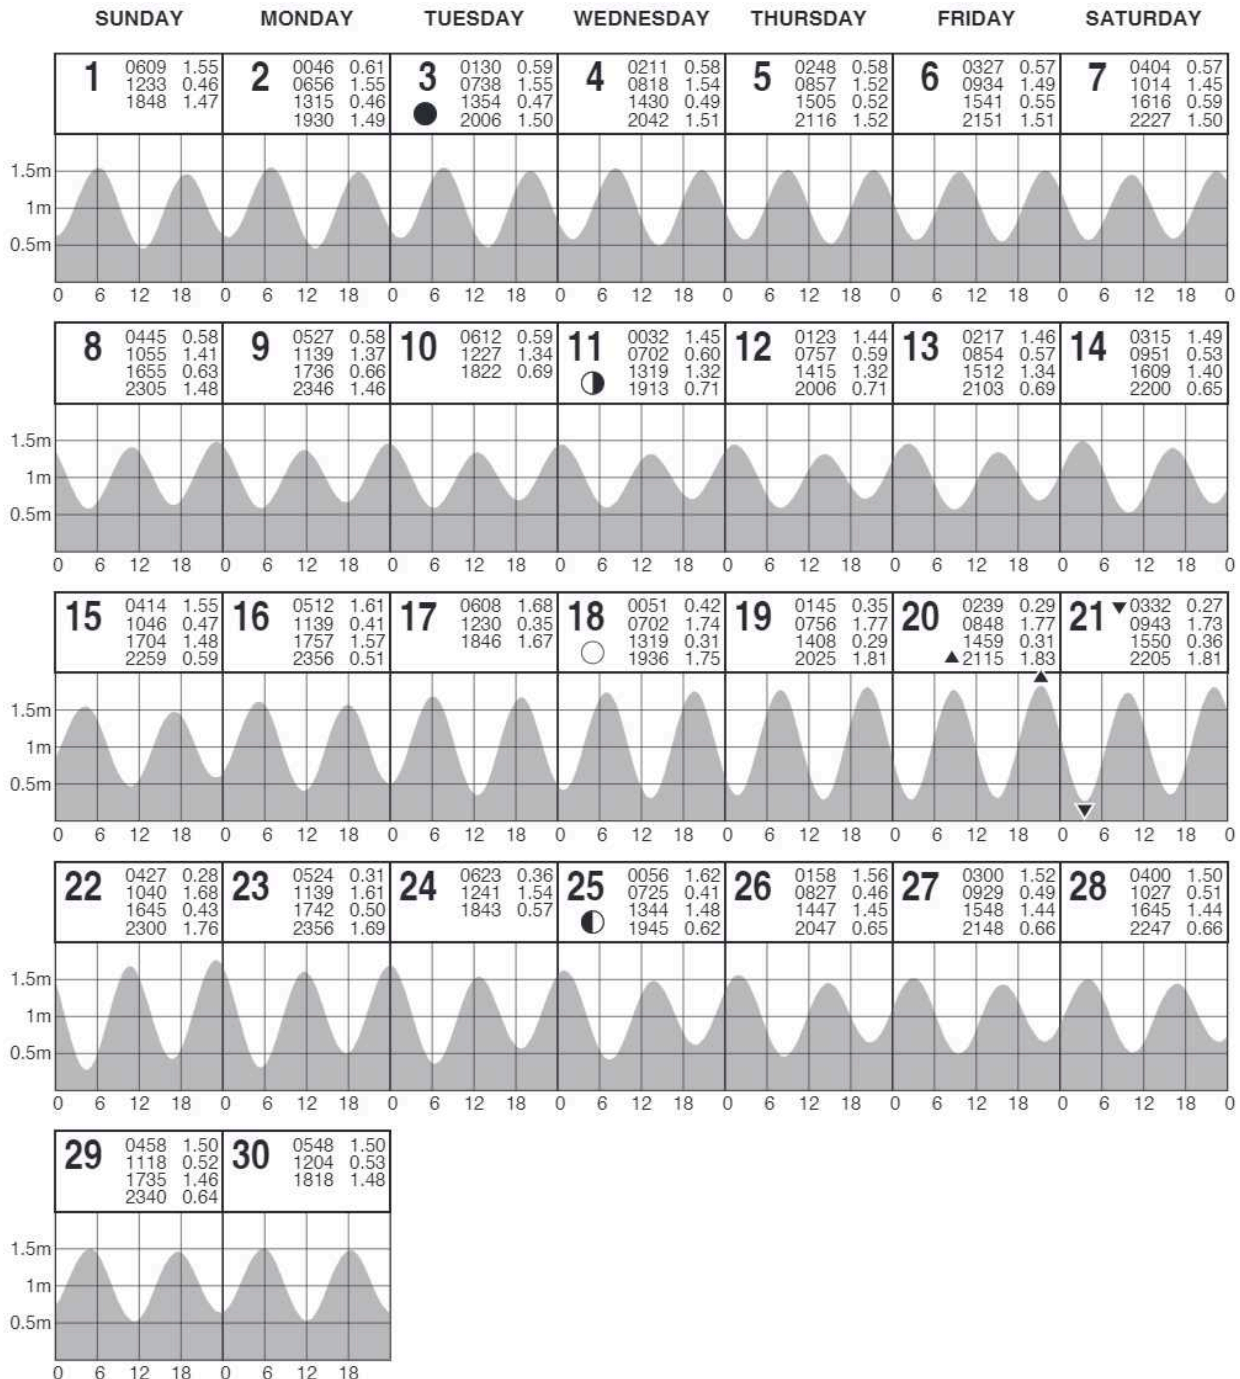 SUNDAY MONDAY TUESDAY WEDNESDAY THURSDAY FRIDAY SATURDAY
1 0609 1.55
1233 0.46
1848 1.47
2 0046 0.61
0656 1.55
1315 0.46
1930 1.49
3 0130 0.59
0738 1.55
1354 0.47
2006 1.50
4 0211 0.58
0818 1.54
1430 0.49
2042 1.51
5 0248 0.58
0857 1.52
1505 0.52
2116 1.52
6 0327 0.57
0934 1.49
1541 0.55
2151 1.51
7 0404 0.57
1014 1.45
1616 0.59
2227 1.50
1.5m
1m
0.5m
0 6 12 18 0 6 12 18 0 6 12 18 0 6 12 18 0 6 12 18 0 6 12 18 0 6 12 18 0
8 0445 0.58
1055 1.41
1655 0.63
2305 1.48
9 0527 0.58
1139 1.37
1736 0.66
2346 1.46
10 0612 0.59
1227 1.34
1822 0.69
11 0032 1.45
0702 0.60
1319 1.32
1913 0.71
12 0123 1.44
0757 0.59
1415 1.32
2006 0.71
13 0217 1.46
0854 0.57
1512 1.34
2103 0.69
14 0315 1.49
0951 0.53
1609 1.40
2200 0.65
1.5m
1m
0.5m
0 6 12 18 0 6 12 18 0 6 12 18 0 6 12 18 0 6 12 18 0 6 12 18 0 6 12 18 0
15 0414 1.55
1046 0.47
1704 1.48
2259 0.59
16 0512 1.61
1139 0.41
1757 1.57
2356 0.51
17 0608 1.68
1230 0.35
1846 1.67
18 0051 0.42
0702 1.74
1319 0.31
1936 1.75
19 0145 0.35
0756 1.77
1408 0.29
2025 1.81
20 0239 0.29
0848 1.77
1459 0.31
▲2115 1.83
21 ▼0332 0.27
0943 1.73
1550 0.36
2205 1.81
1.5m
1m
0.5m
0 6 12 18 0 6 12 18 0 6 12 18 0 6 12 18 0 6 12 18 0 6 12 18 0 6 12 18 0
22 0427 0.28
1040 1.68
1645 0.43
2300 1.76
23 0524 0.31
1139 1.61
1742 0.50
2356 1.69
24 0623 0.36
1241 1.54
1843 0.57
25 0056 1.62
0725 0.41
1344 1.48
1945 0.62
26 0158 1.56
0827 0.46
1447 1.45
2047 0.65
27 0300 1.52
0929 0.49
1548 1.44
2148 0.66
28 0400 1.50
1027 0.51
1645 1.44
2247 0.66
1.5m
1m
0.5m
0 6 12 18 0 6 12 18 0 6 12 18 0 6 12 18 0 6 12 18 0 6 12 18 0 6 12 18 0
29 0458 1.50
1118 0.52
1735 1.46
2340 0.64
30 0548 1.50
1204 0.53
1818 1.48
1.5m
1m
0.5m
0 6 12 18 0 6 12 18